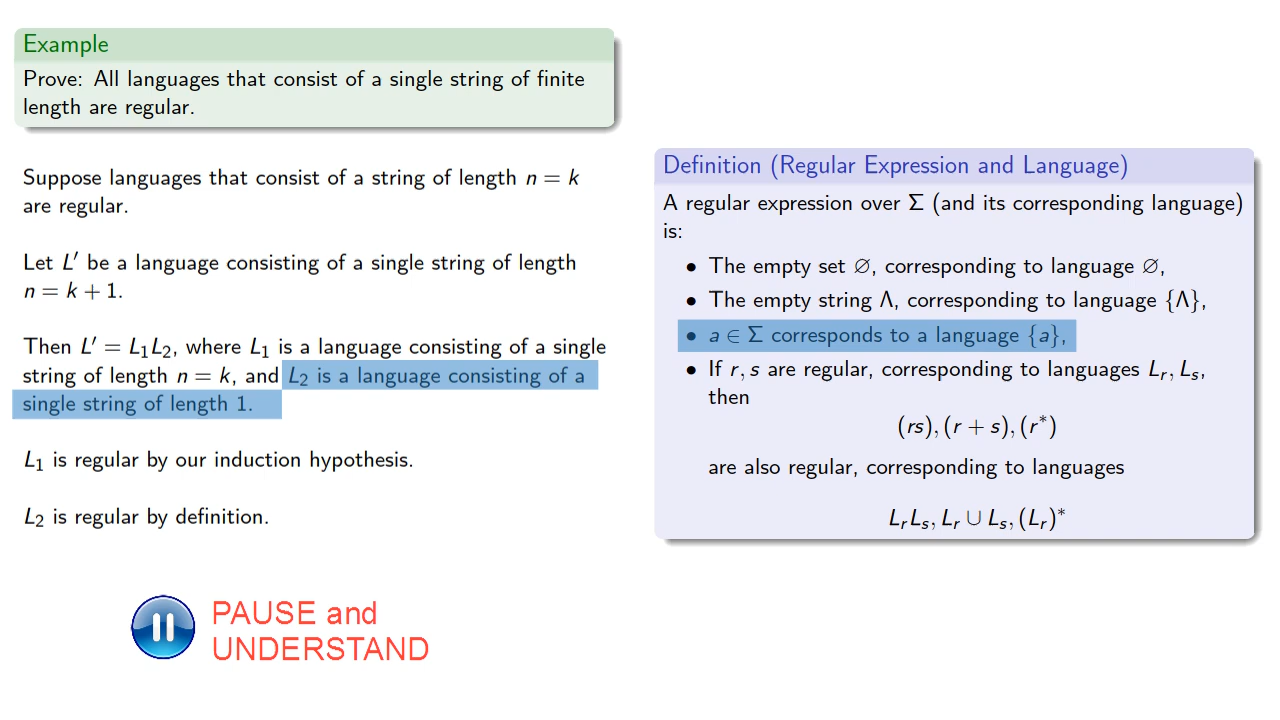 Example
Prove: All languages that consist of a single string of finite
length are regular.
Suppose languages that consist of a string of length n = k
are regular.
Let L′ be a language consisting of a single string of length
n = k + 1.
Then L′ = L₁L₂, where L₁ is a language consisting of a single
string of length n = k, and L₂ is a language consisting of a
single string of length 1.
L₁ is regular by our induction hypothesis.
L₂ is regular by definition.
PAUSE and
UNDERSTAND
Definition (Regular Expression and Language)
A regular expression over Σ (and its corresponding language)
is:
• The empty set ∅, corresponding to language ∅,
• The empty string Λ, corresponding to language {Λ},
• a ∈ Σ corresponds to a language {a},
• If r, s are regular, corresponding to languages Lᵣ, Lₛ,
then
(rs), (r + s), (r*)
are also regular, corresponding to languages
LᵣLₛ, Lᵣ ∪ Lₛ, (Lᵣ)*